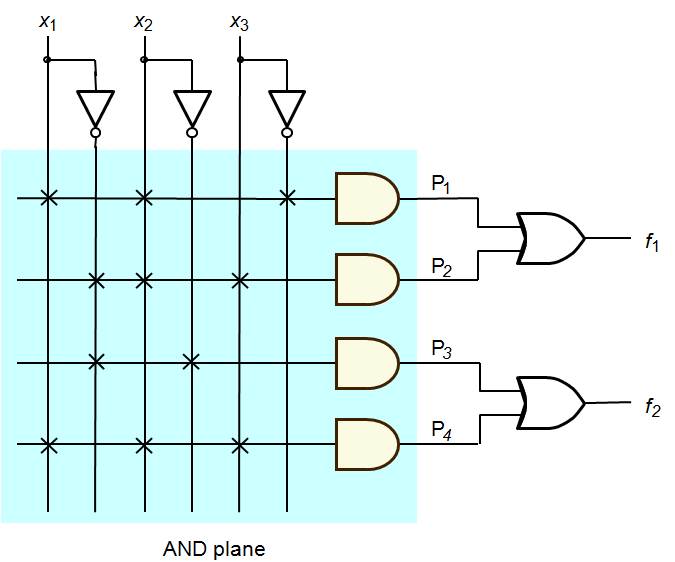 x₁ x₂ x₃
P₁
f₁
P₂
P₃
f₂
P₄
AND plane